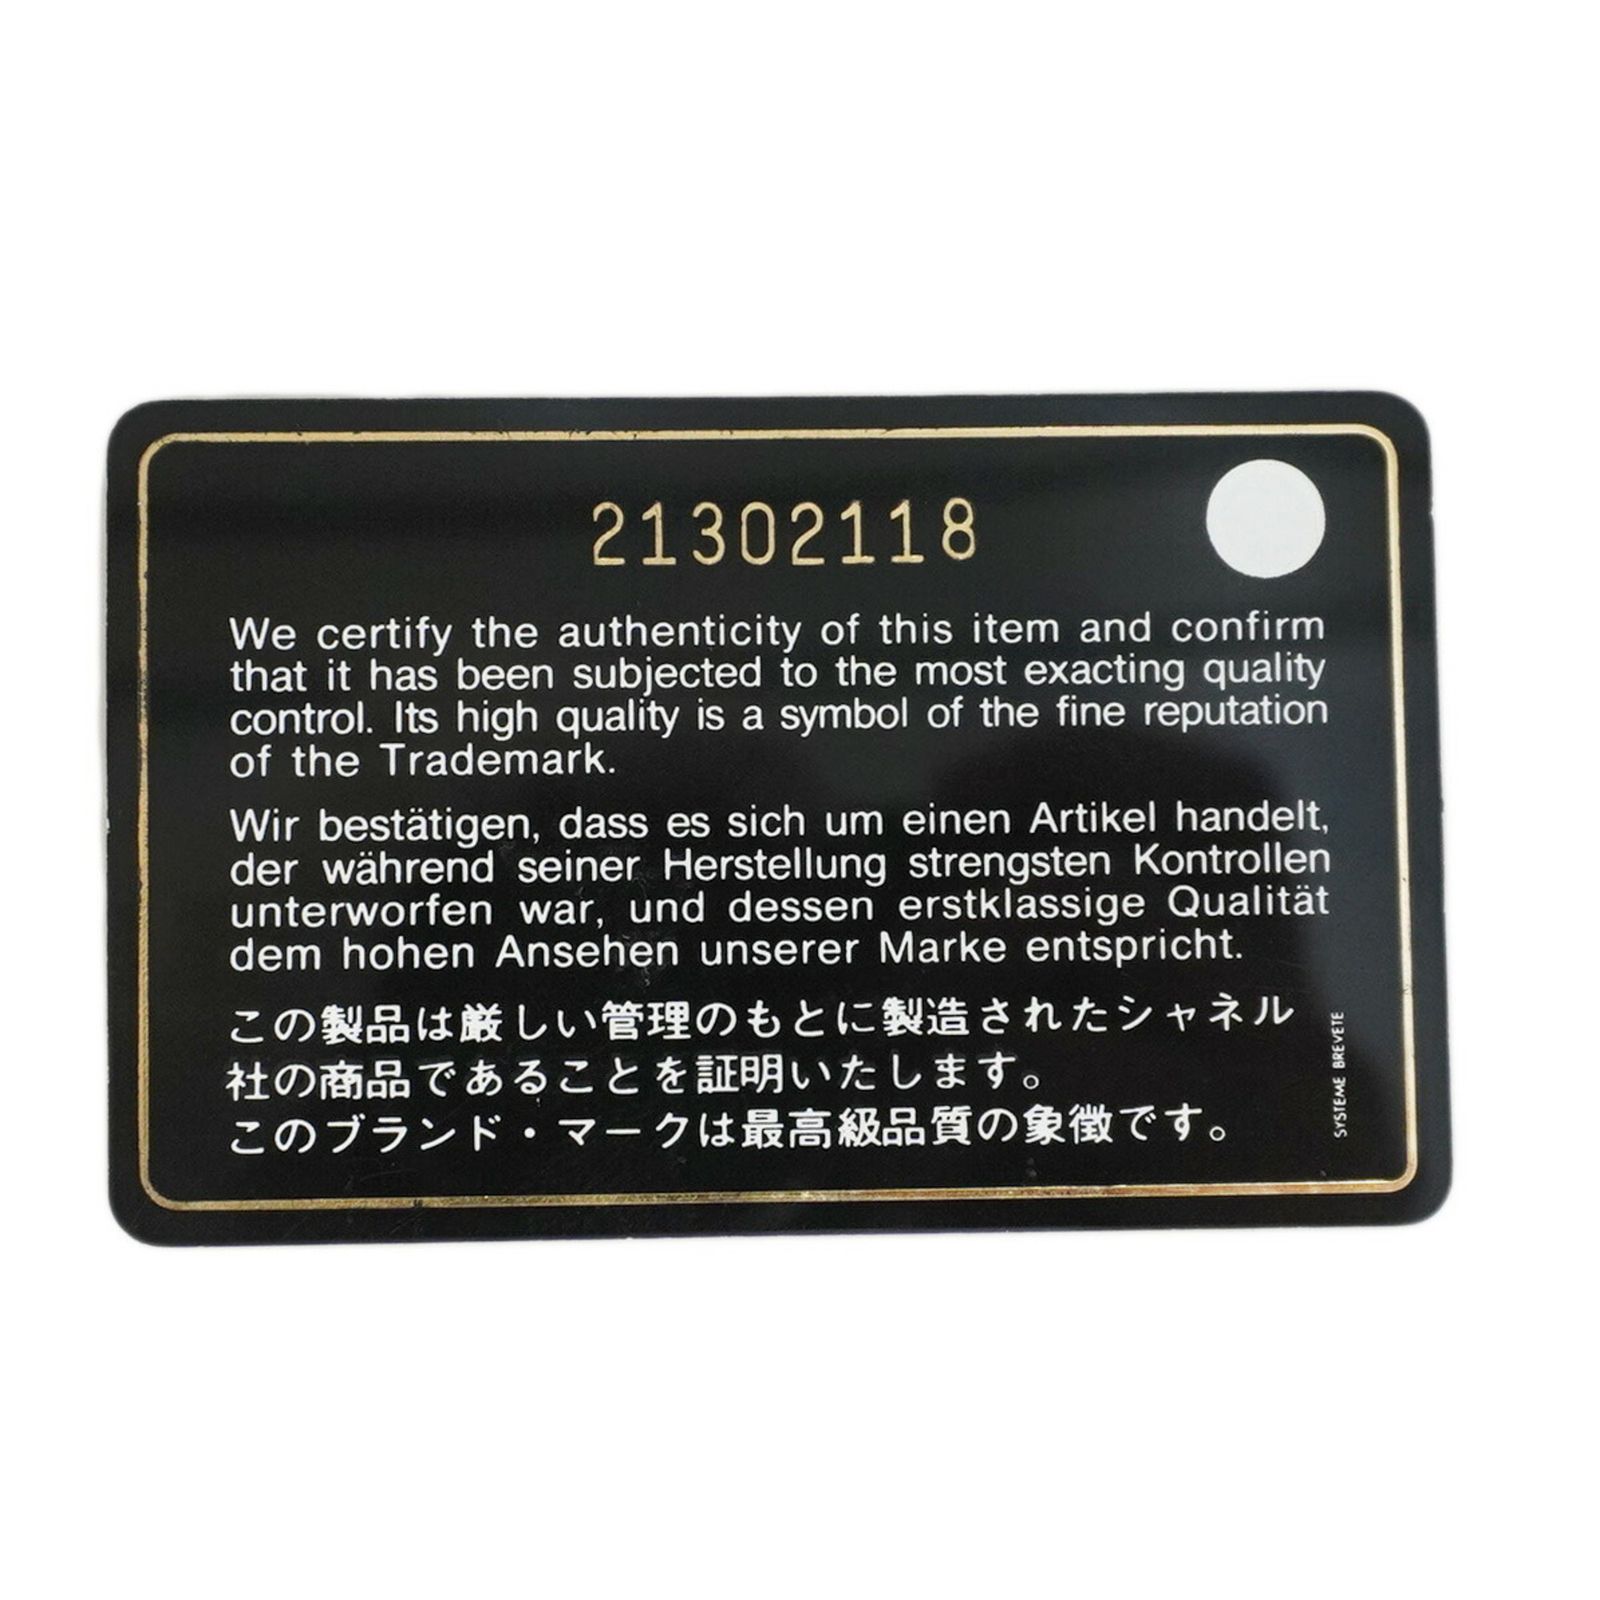 21302118
We certify the authenticity of this item and confirm
that it has been subjected to the most exacting quality
control. Its high quality is a symbol of the fine reputation
of the Trademark.
Wir bestätigen, dass es sich um einen Artikel handelt,
der während seiner Herstellung strengsten Kontrollen
unterworfen war, und dessen erstklassige Qualität
dem hohen Ansehen unserer Marke entspricht.
この製品は厳しい管理のもとに製造されたシャネル
社の商品であることを証明いたします。
このブランド・マークは最高級品質の象徴です。
SYSTEME BREVETE